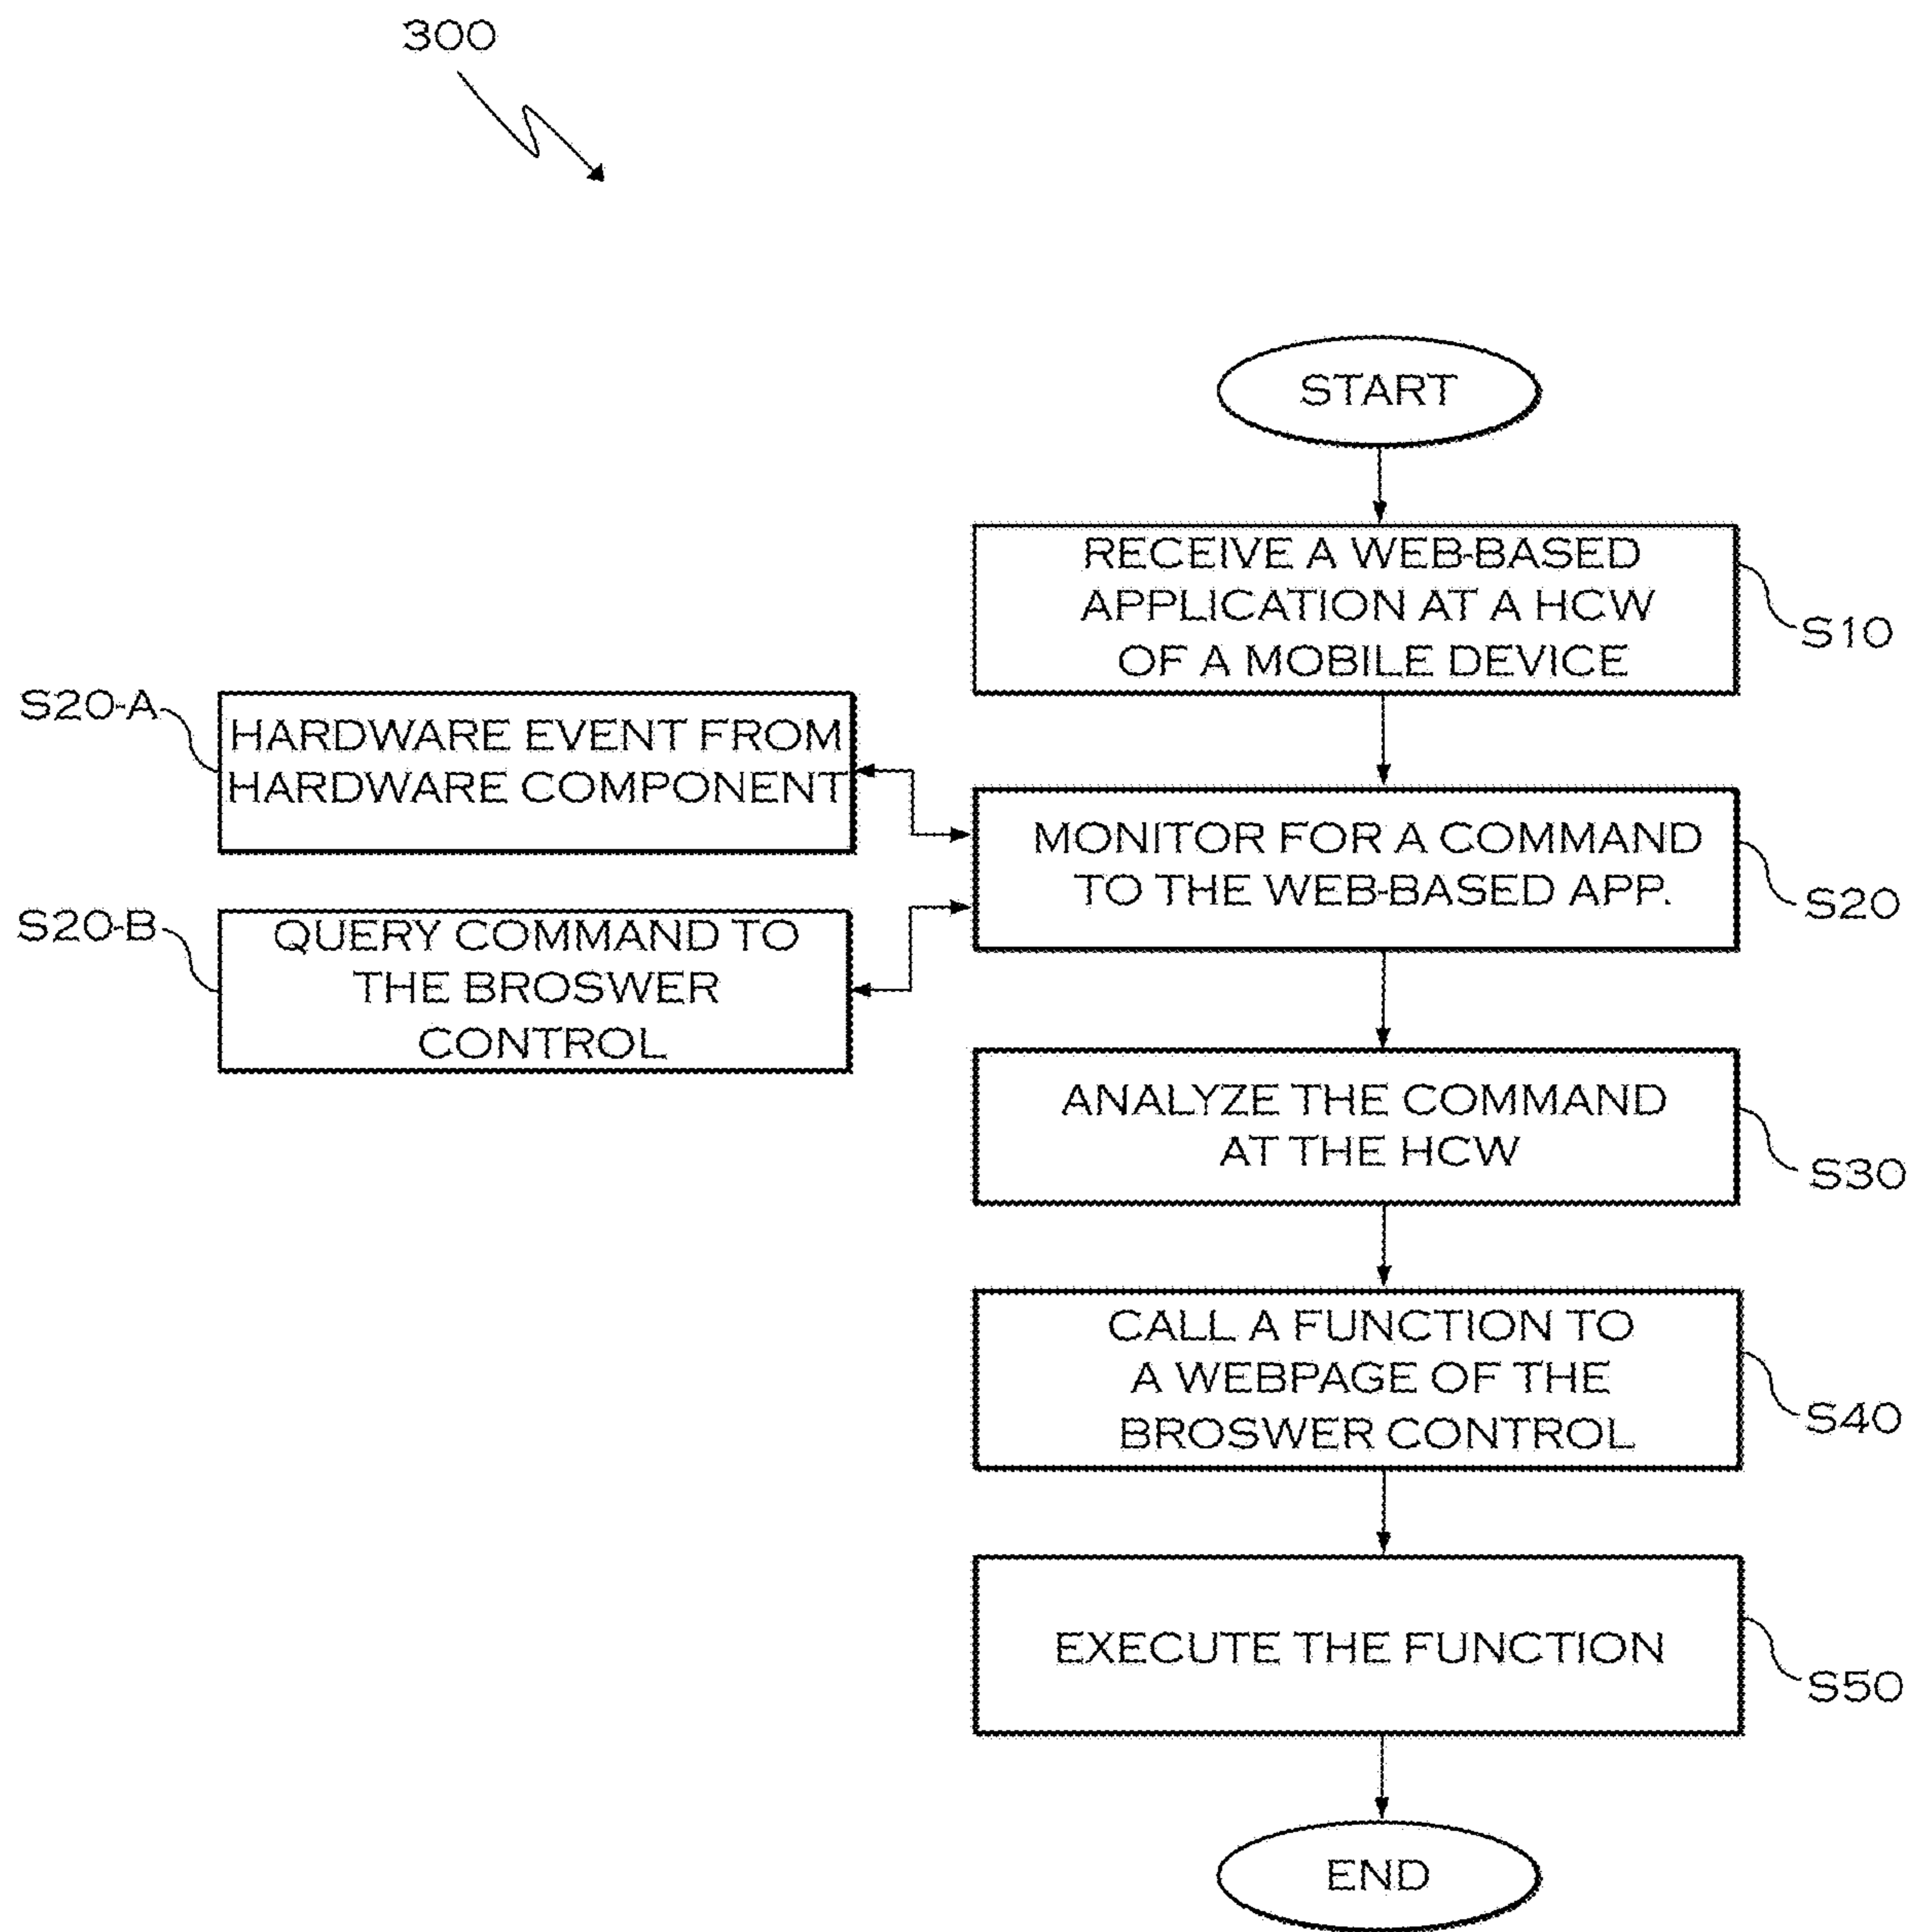 300
START
RECEIVE A WEB-BASED
APPLICATION AT A HCW
OF A MOBILE DEVICE
S10
S20-A
HARDWARE EVENT FROM
HARDWARE COMPONENT
MONITOR FOR A COMMAND
TO THE WEB-BASED APP.
S20
S20-B
QUERY COMMAND TO
THE BROSWER
CONTROL
ANALYZE THE COMMAND
AT THE HCW
S30
CALL A FUNCTION TO
A WEBPAGE OF THE
BROSWER CONTROL
S40
EXECUTE THE FUNCTION
S50
END